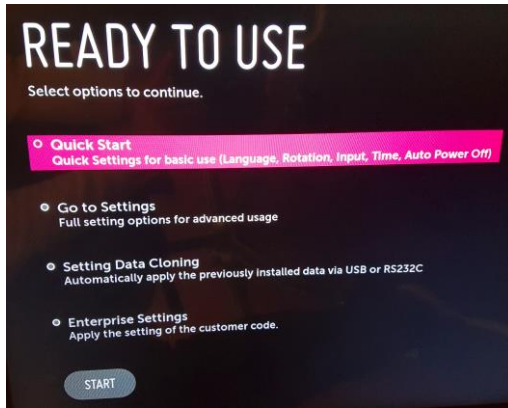 READY TO USE
Select options to continue.
Quick Start
Quick Settings for basic use (Language, Rotation, Input, Time, Auto Power Off)
Go to Settings
Full setting options for advanced usage
Setting Data Cloning
Automatically apply the previously installed data via USB or RS232C
Enterprise Settings
Apply the setting of the customer code.
START